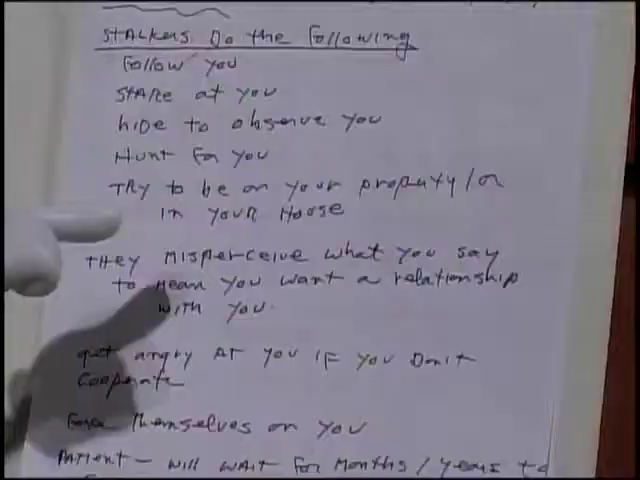 STALKERS Do the Following
Follow you
STARE at you
hide to observe you
Hunt for you
TRY to be on your property/or
in your House
THEY Misperceive what you say
to Mean you want a relationship
with you.
get angry AT you IF you Don't
Cooperate
Force themselves on you
PATIENT - will WAIT for Months/years to